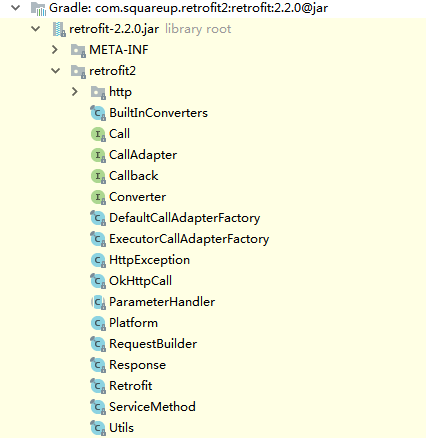 Gradle: com.squareup.retrofit2:retrofit:2.2.0@jar
retrofit-2.2.0.jar library root
META-INF
retrofit2
http
BuiltInConverters
Call
CallAdapter
Callback
Converter
DefaultCallAdapterFactory
ExecutorCallAdapterFactory
HttpException
OkHttpCall
ParameterHandler
Platform
RequestBuilder
Response
Retrofit
ServiceMethod
Utils